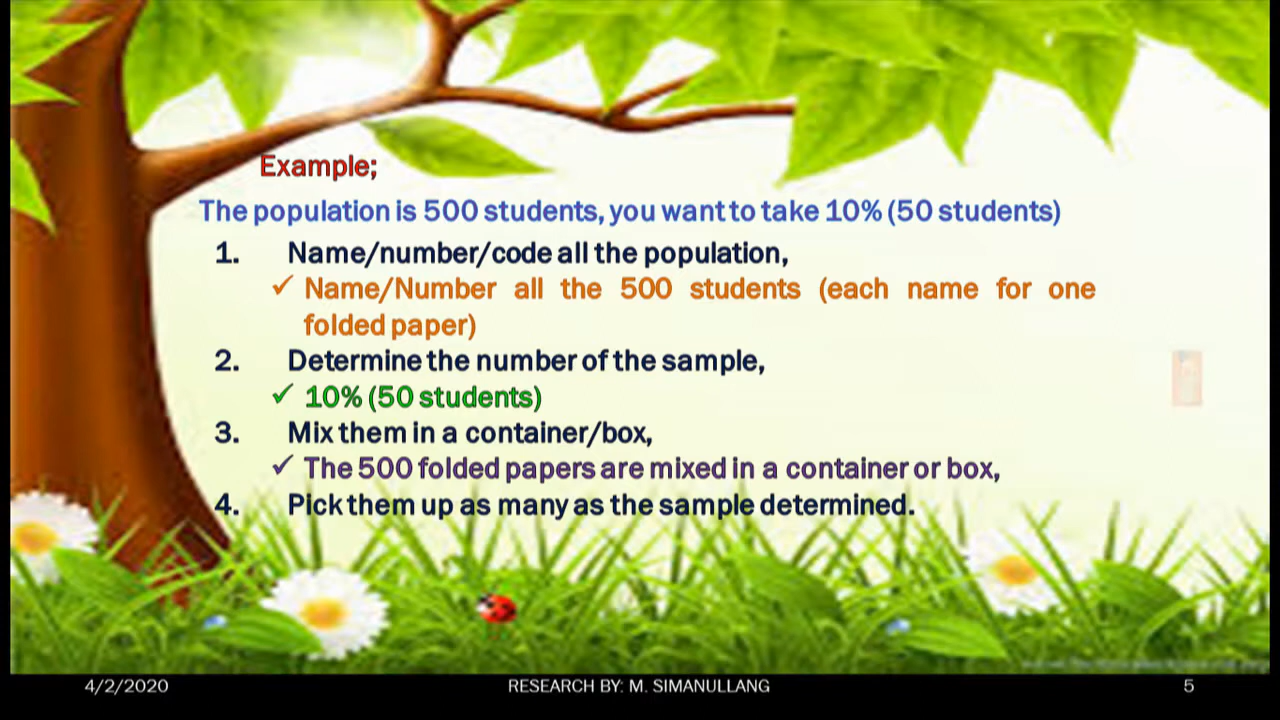 Example;
The population is 500 students, you want to take 10% (50 students)
1. Name/number/code all the population,
✓ Name/Number all the 500 students (each name for one
folded paper)
2. Determine the number of the sample,
✓ 10% (50 students)
3. Mix them in a container/box,
✓ The 500 folded papers are mixed in a container or box,
4. Pick them up as many as the sample determined.
4/2/2020 RESEARCH BY: M. SIMANULLANG 5